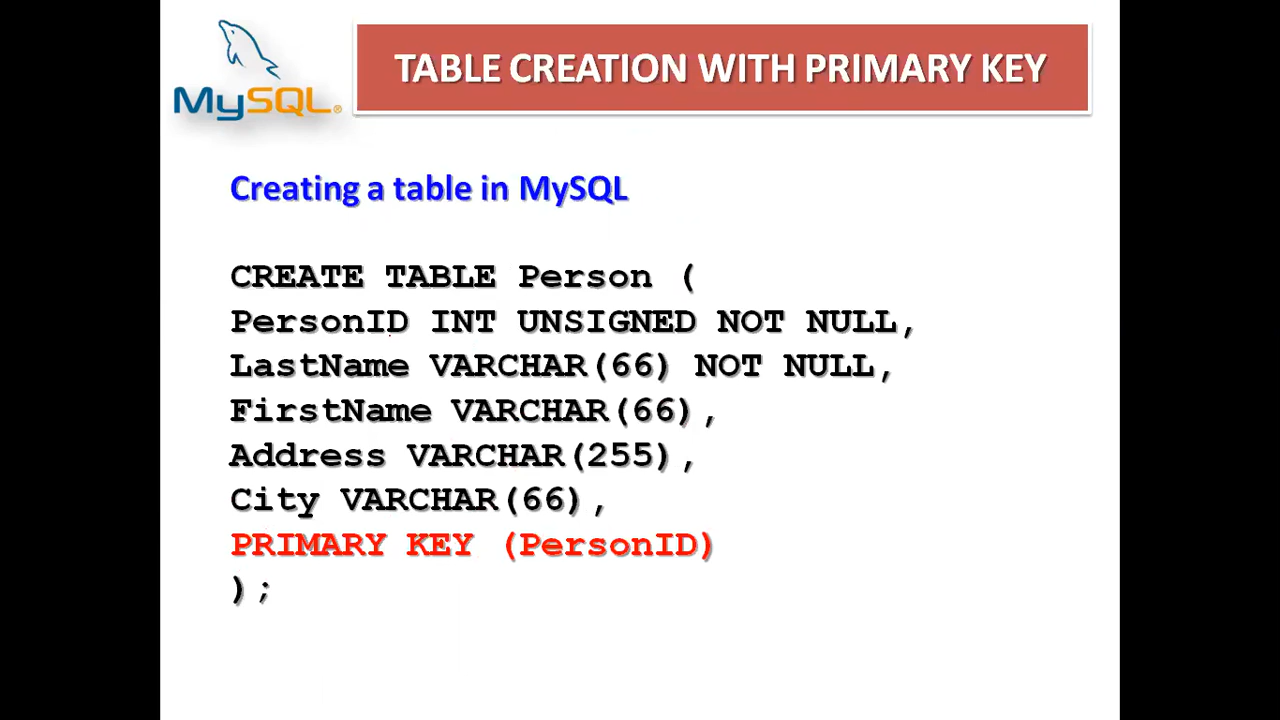 MySQL®
TABLE CREATION WITH PRIMARY KEY
Creating a table in MySQL
CREATE TABLE Person (
PersonID INT UNSIGNED NOT NULL,
LastName VARCHAR(66) NOT NULL,
FirstName VARCHAR(66),
Address VARCHAR(255),
City VARCHAR(66),
PRIMARY KEY (PersonID)
);